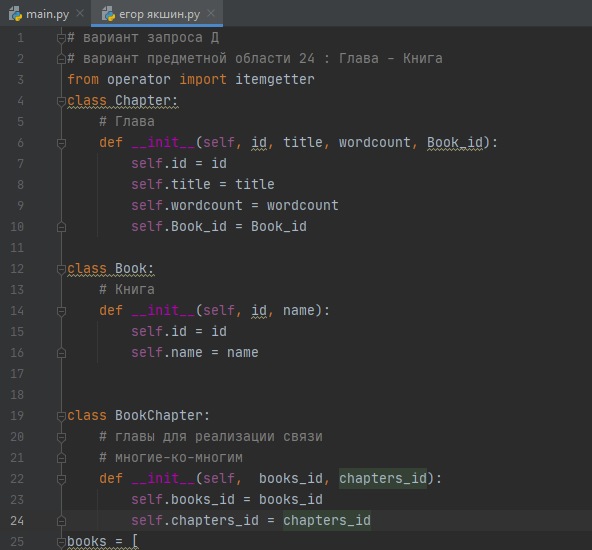 main.py
егор якшин.py
1 # вариант запроса Д
2 # вариант предметной области 24 : Глава – Книга
3 from operator import itemgetter
4 class Chapter:
5 # Глава
6 def __init__(self, id, title, wordcount, Book_id):
7 self.id = id
8 self.title = title
9 self.wordcount = wordcount
10 self.Book_id = Book_id
11
12 class Book:
13 # Книга
14 def __init__(self, id, name):
15 self.id = id
16 self.name = name
17
18
19 class BookChapter:
20 # главы для реализации связи
21 # многие-ко-многим
22 def __init__(self,  books_id, chapters_id):
23 self.books_id = books_id
24 self.chapters_id = chapters_id
25 books = [